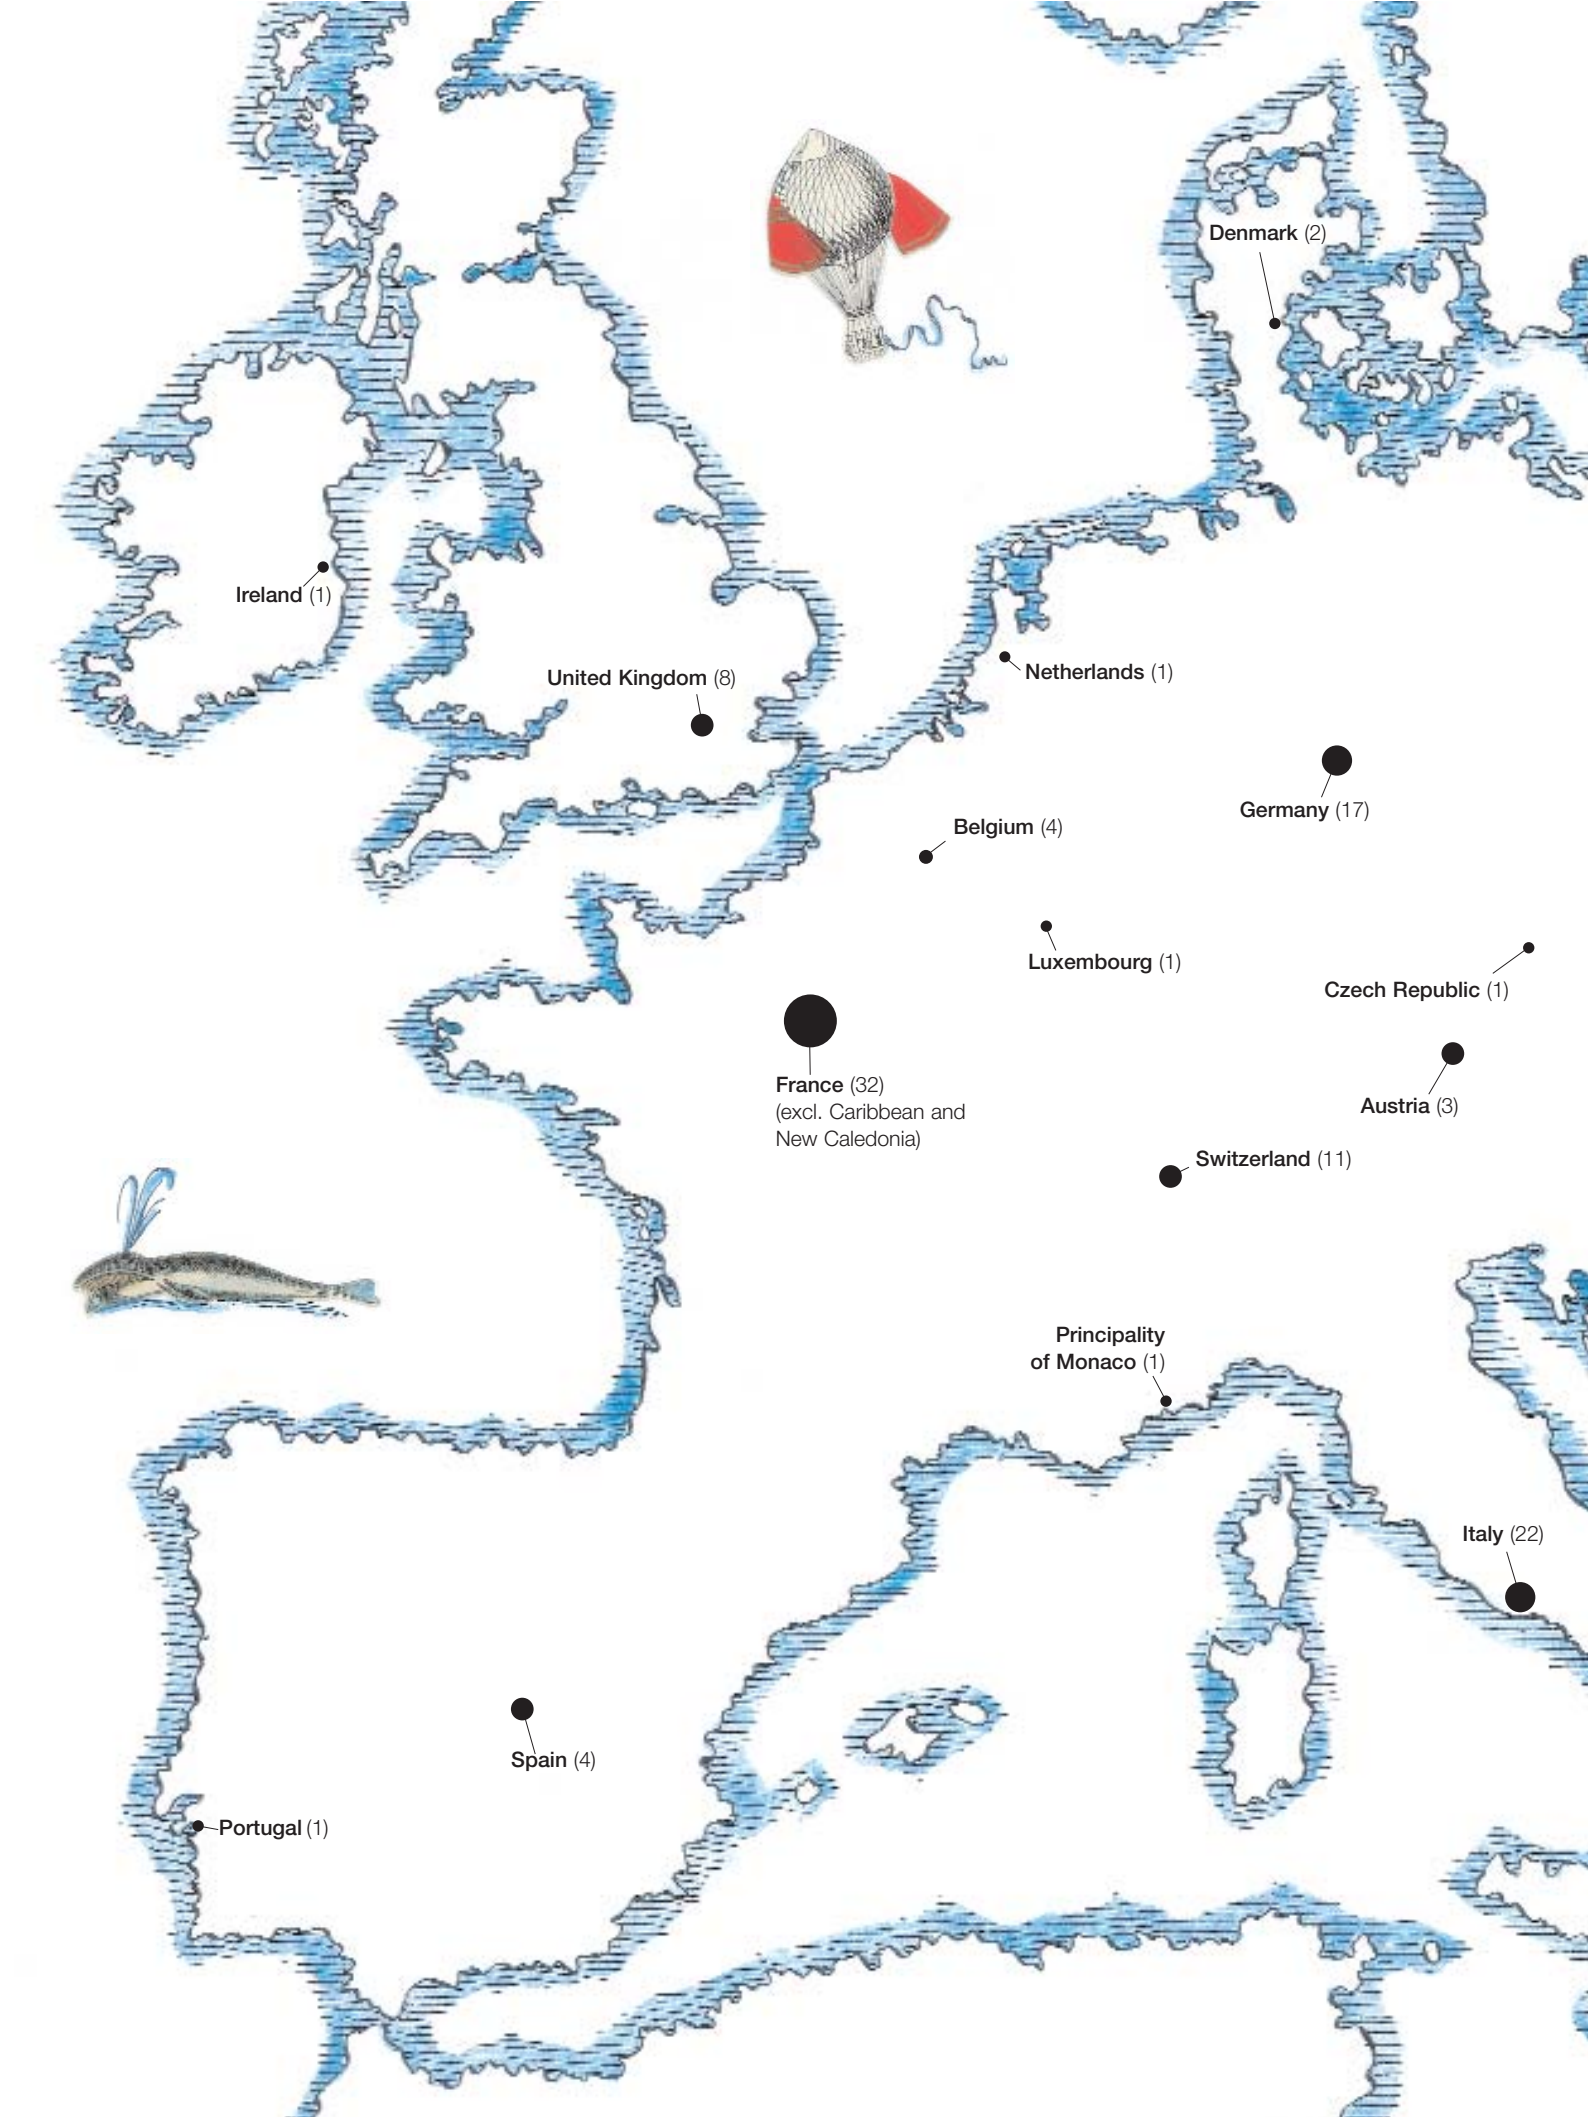 Denmark (2)
Ireland (1)
United Kingdom (8)
Netherlands (1)
Germany (17)
Belgium (4)
Luxembourg (1)
Czech Republic (1)
France (32)
(excl. Caribbean and
New Caledonia)
Austria (3)
Switzerland (11)
Principality
of Monaco (1)
Italy (22)
Spain (4)
Portugal (1)